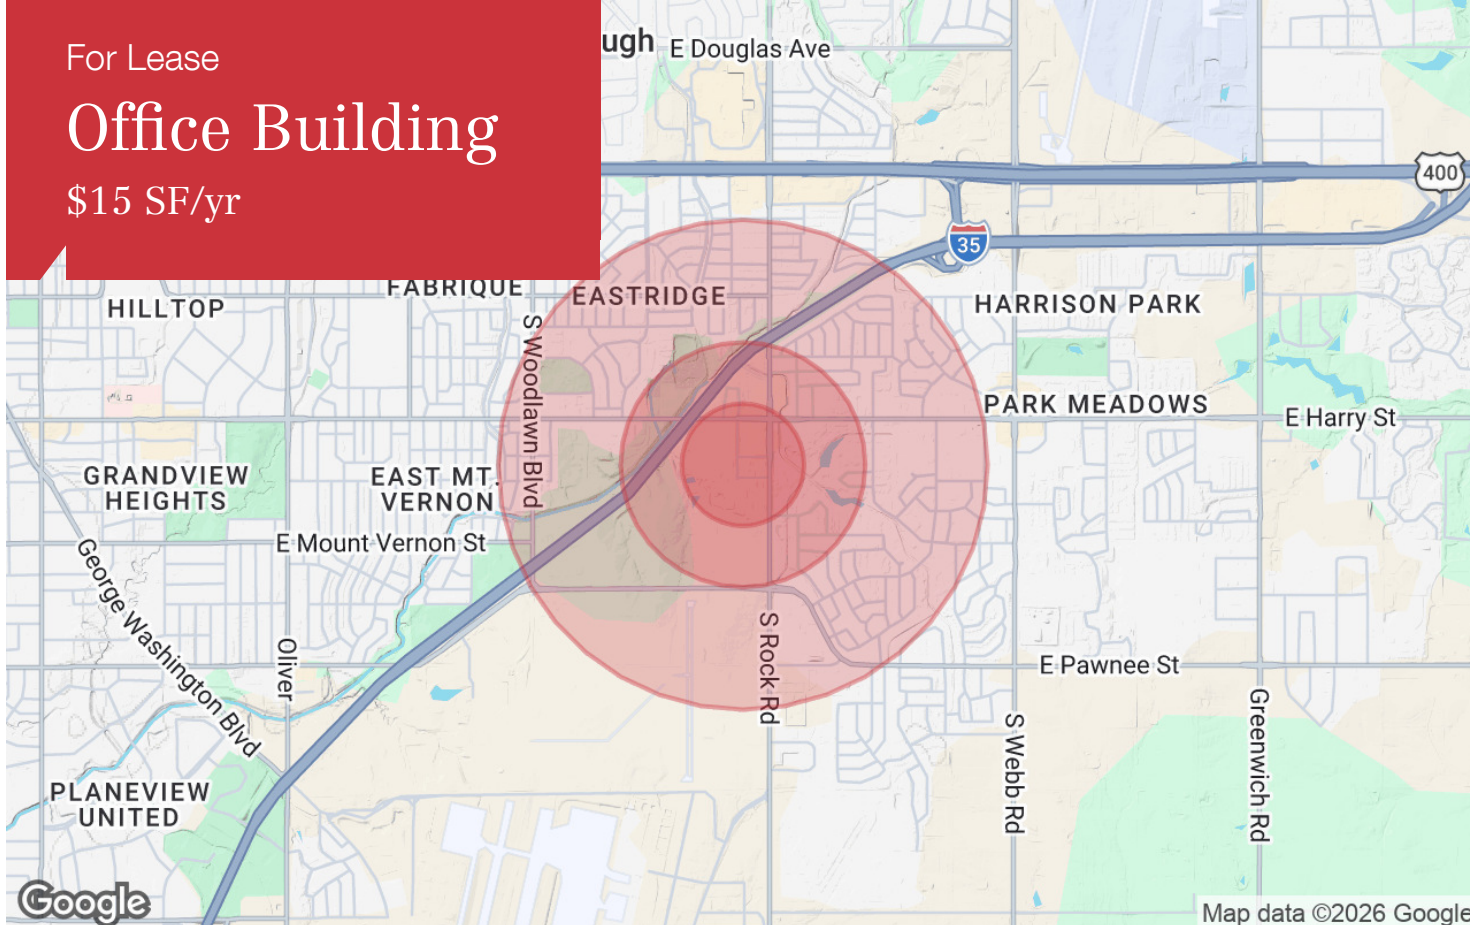 For Lease
Office Building
$15 SF/yr
ugh
E Douglas Ave
400
35
FABRIQUE
EASTRIDGE
HILLTOP
HARRISON PARK
S Woodlawn Blvd
PARK MEADOWS
E Harry St
GRANDVIEW
HEIGHTS
EAST MT.
VERNON
E Mount Vernon St
George Washington Blvd
Oliver
S Rock Rd
E Pawnee St
S Webb Rd
Greenwich Rd
PLANEVIEW
UNITED
Google
Map data ©2026 Google